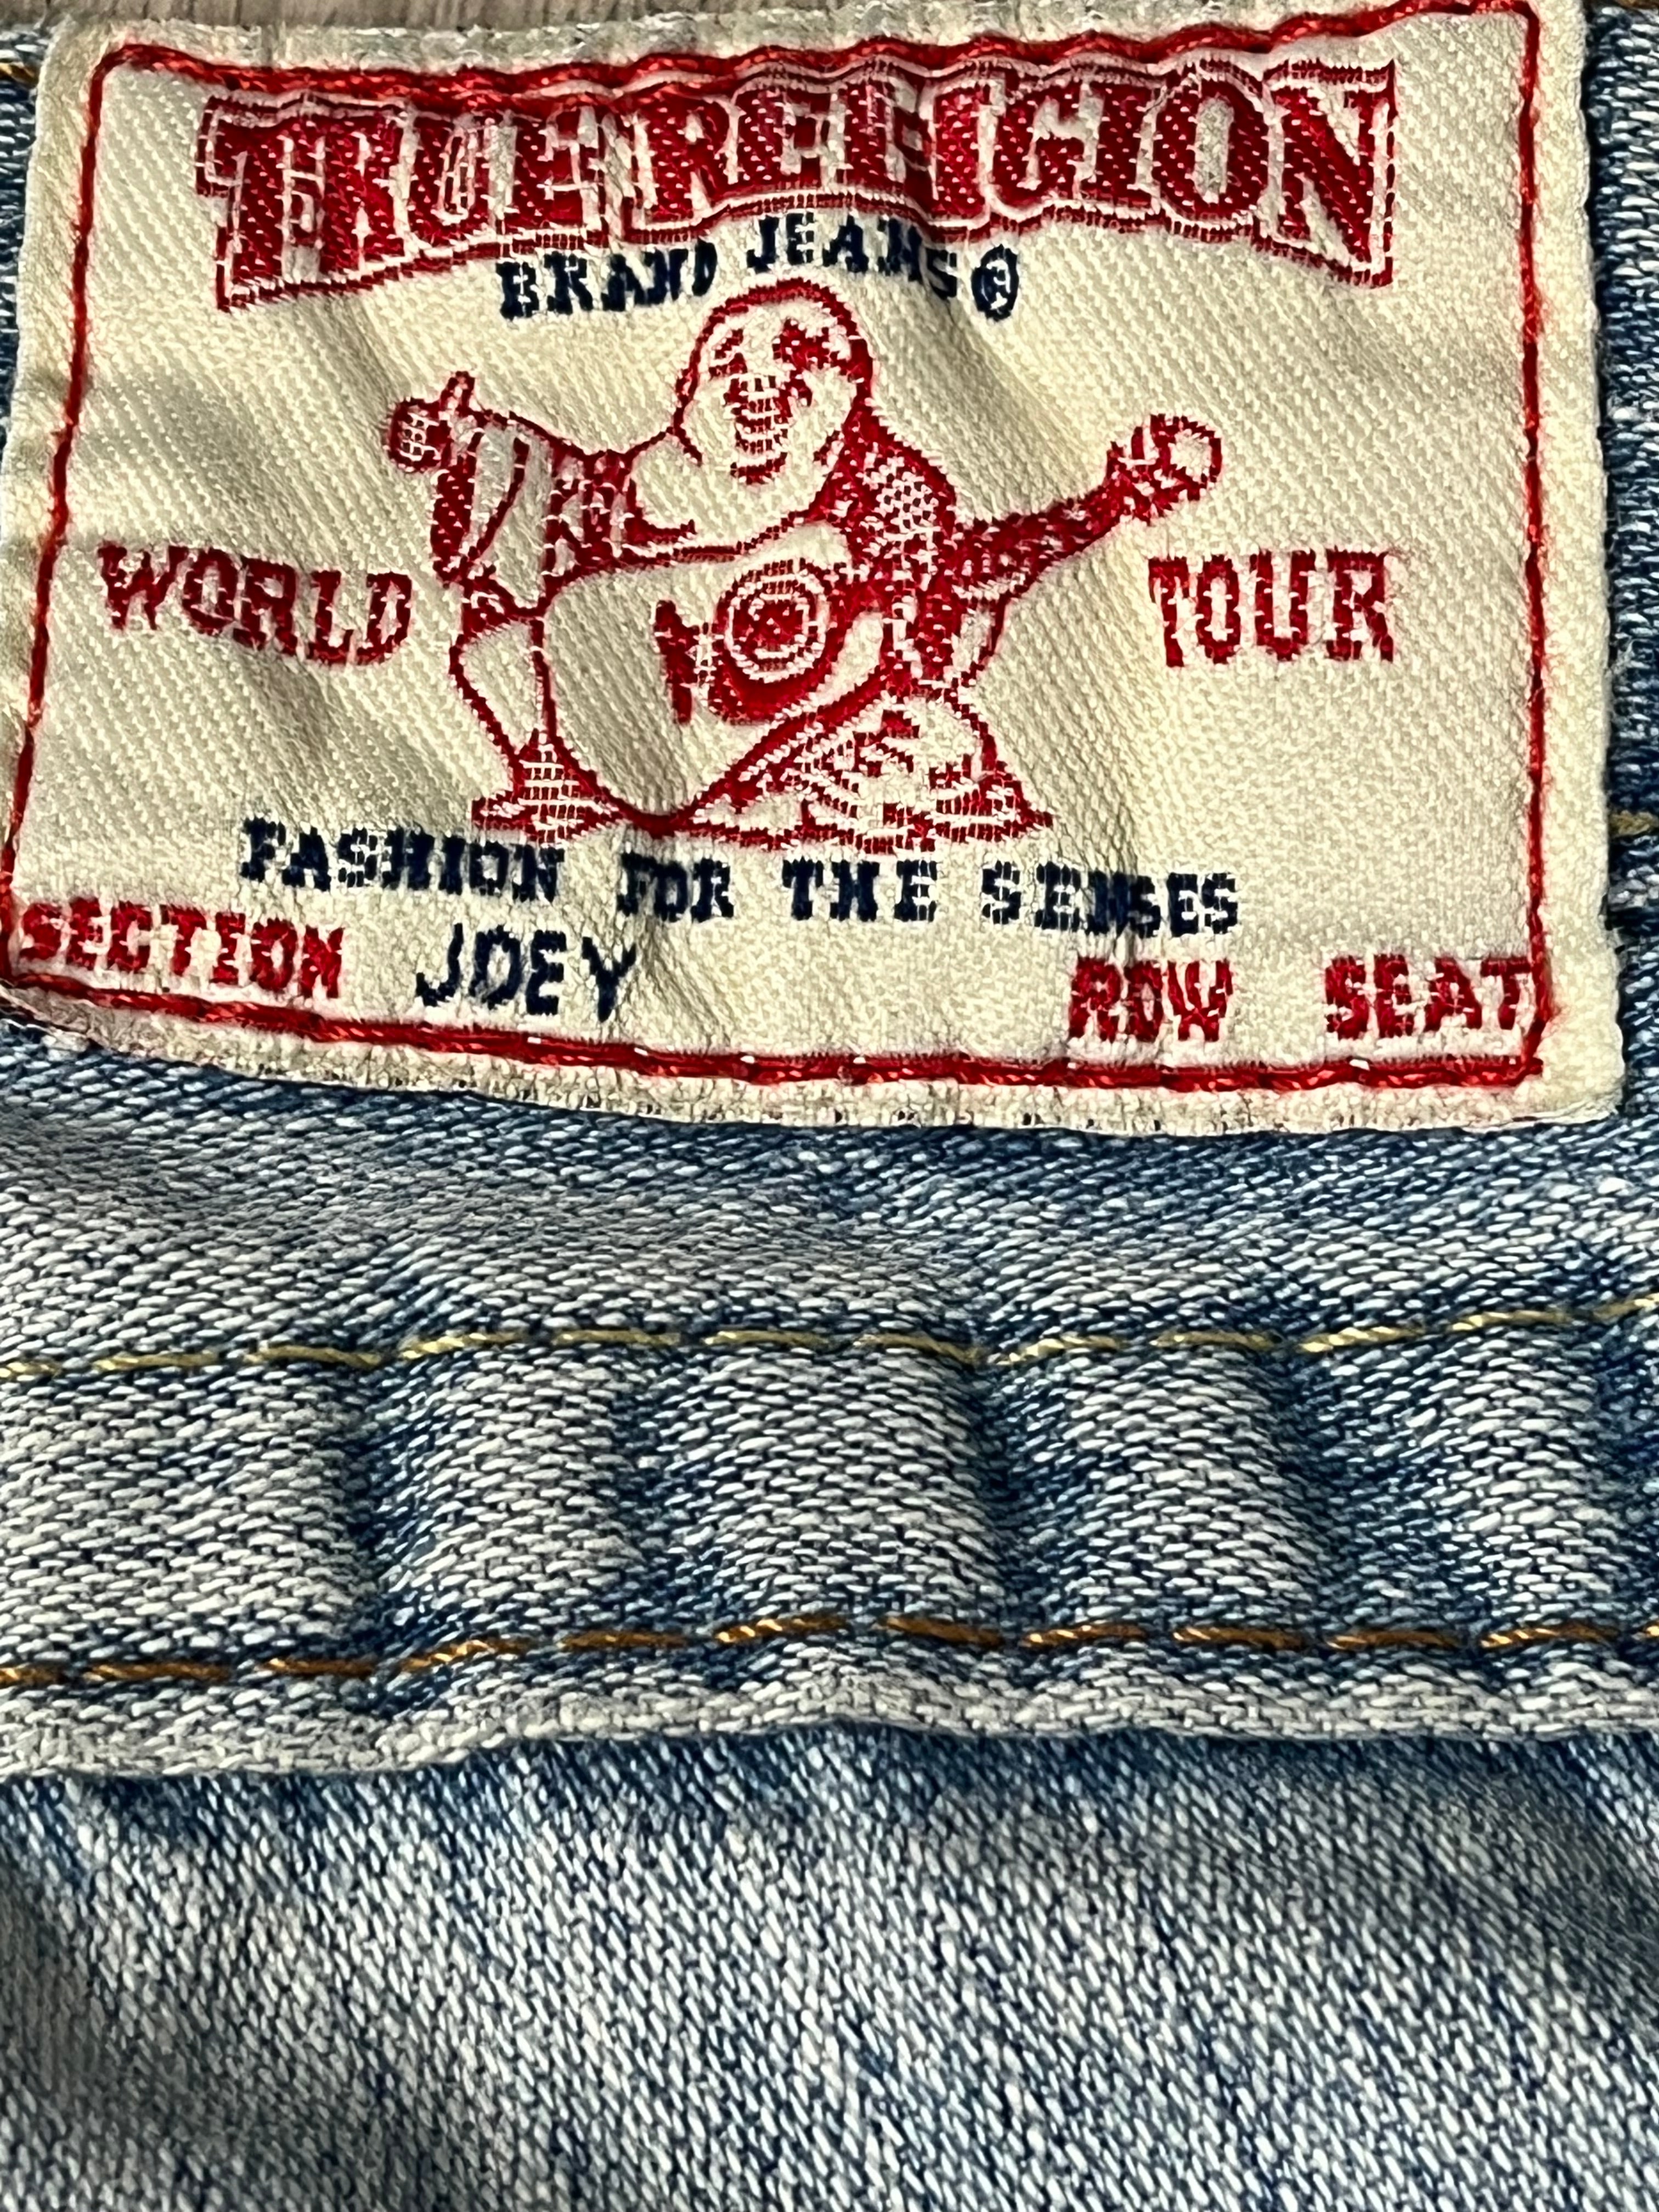 TRUE RELIGION
BRAND JEANS®
WORLD TOUR
FASHION FOR THE SENSES
SECTION JOEY ROW SEAT